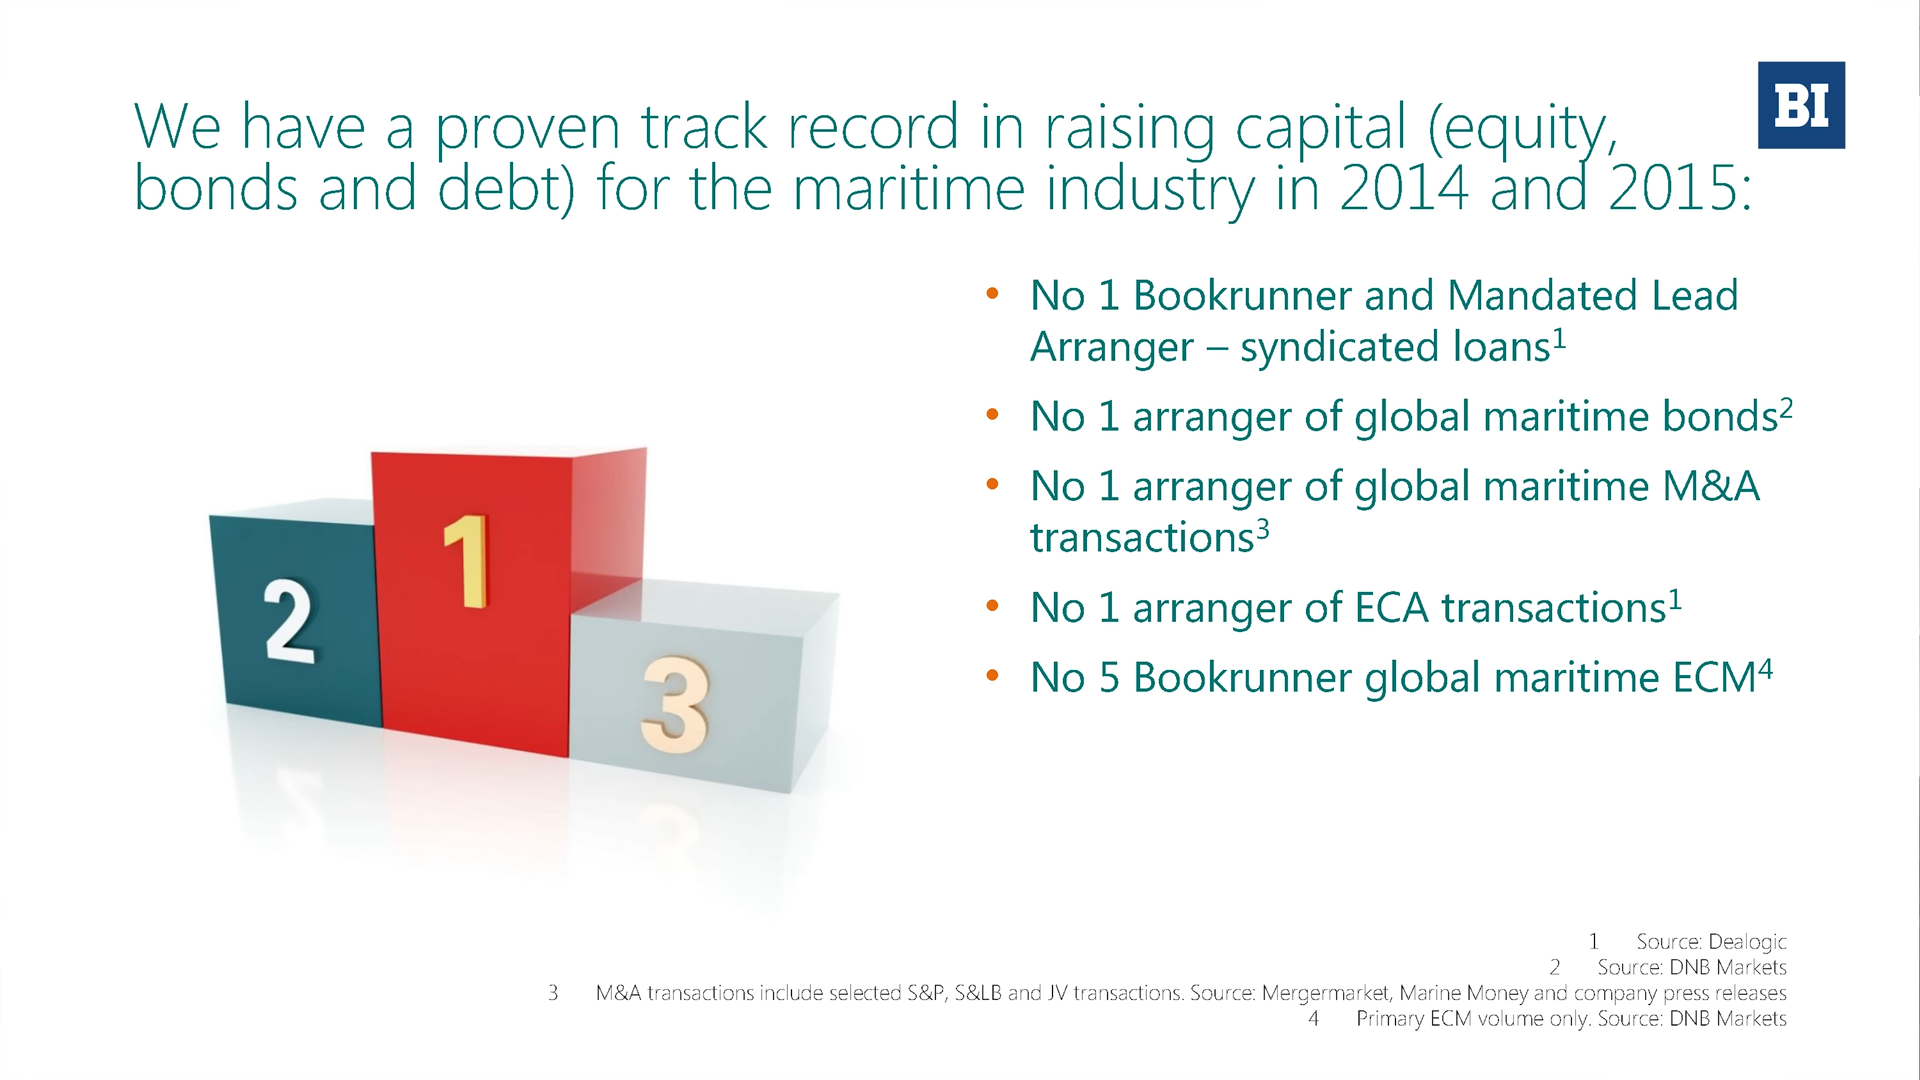 BI
We have a proven track record in raising capital (equity,
bonds and debt) for the maritime industry in 2014 and 2015:
• No 1 Bookrunner and Mandated Lead
Arranger – syndicated loans¹
• No 1 arranger of global maritime bonds²
• No 1 arranger of global maritime M&A
transactions³
• No 1 arranger of ECA transactions¹
• No 5 Bookrunner global maritime ECM⁴
2
1
3
1 Source: Dealogic
2 Source: DNB Markets
3 M&A transactions include selected S&P, S&LB and JV transactions. Source: Mergermarket, Marine Money and company press releases
4 Primary ECM volume only. Source: DNB Markets